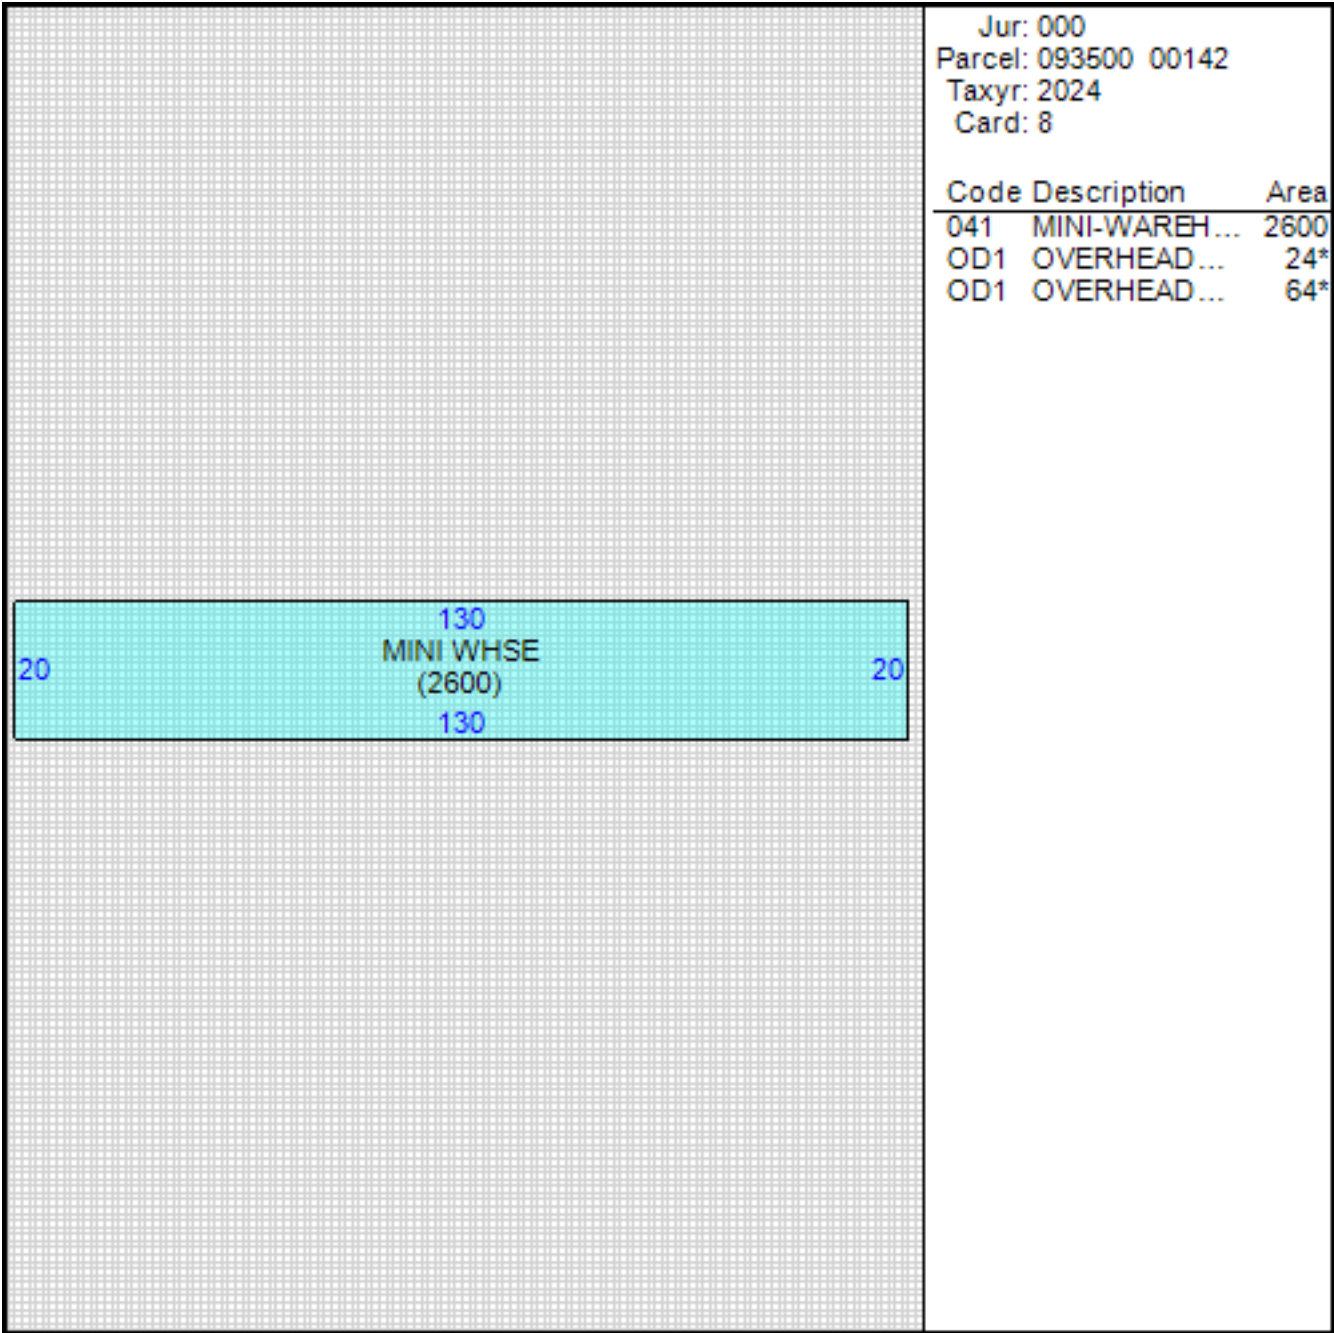 Jur: 000
Parcel: 093500 00142
Taxyr: 2024
Card: 8
Code Description Area
041 MINI-WAREH... 2600
OD1 OVERHEAD... 24*
OD1 OVERHEAD... 64*
130
MINI WHSE
20 20
(2600)
130